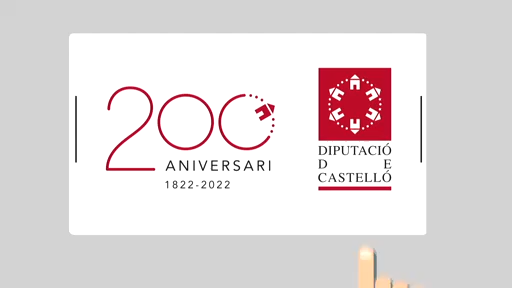 200
ANIVERSARI
1822-2022
DIPUTACIÓ
D E
CASTELLÓ